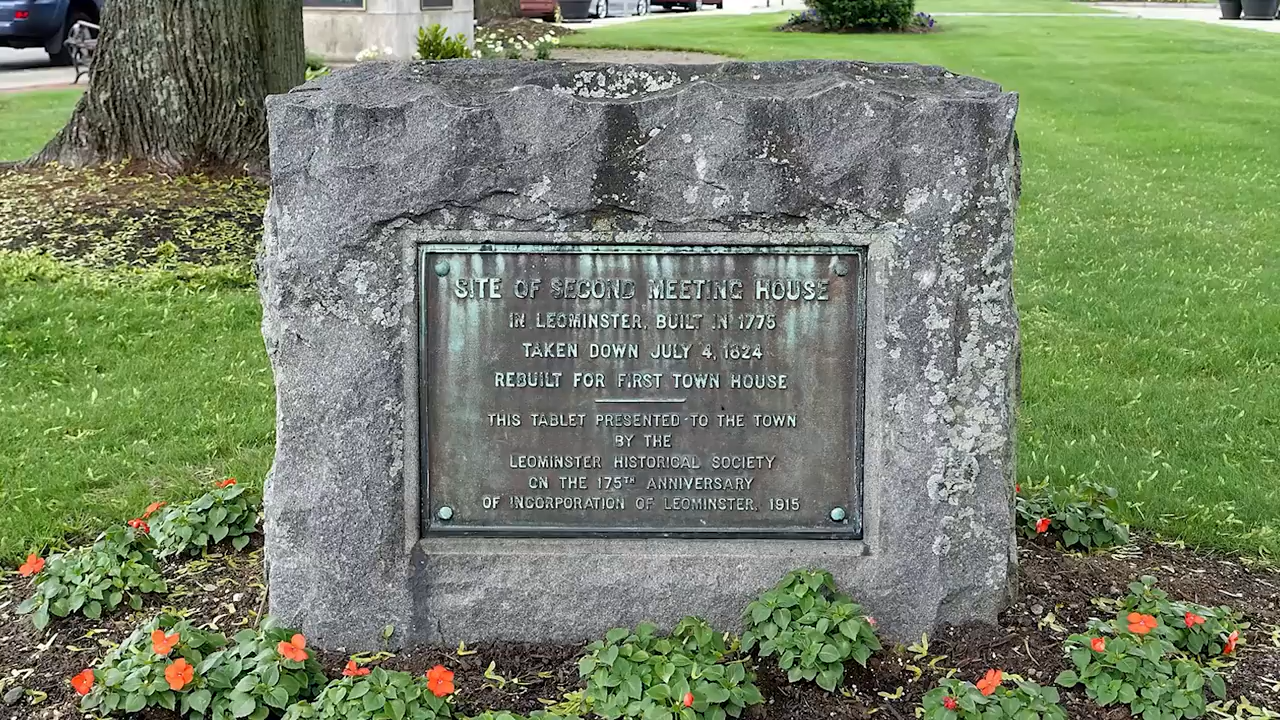 SITE OF SECOND MEETING HOUSE
IN LEOMINSTER, BUILT IN 1775
TAKEN DOWN JULY 4, 1824
REBUILT FOR FIRST TOWN HOUSE
THIS TABLET PRESENTED TO THE TOWN
BY THE
LEOMINSTER HISTORICAL SOCIETY
ON THE 175TH ANNIVERSARY
OF INCORPORATION OF LEOMINSTER, 1915